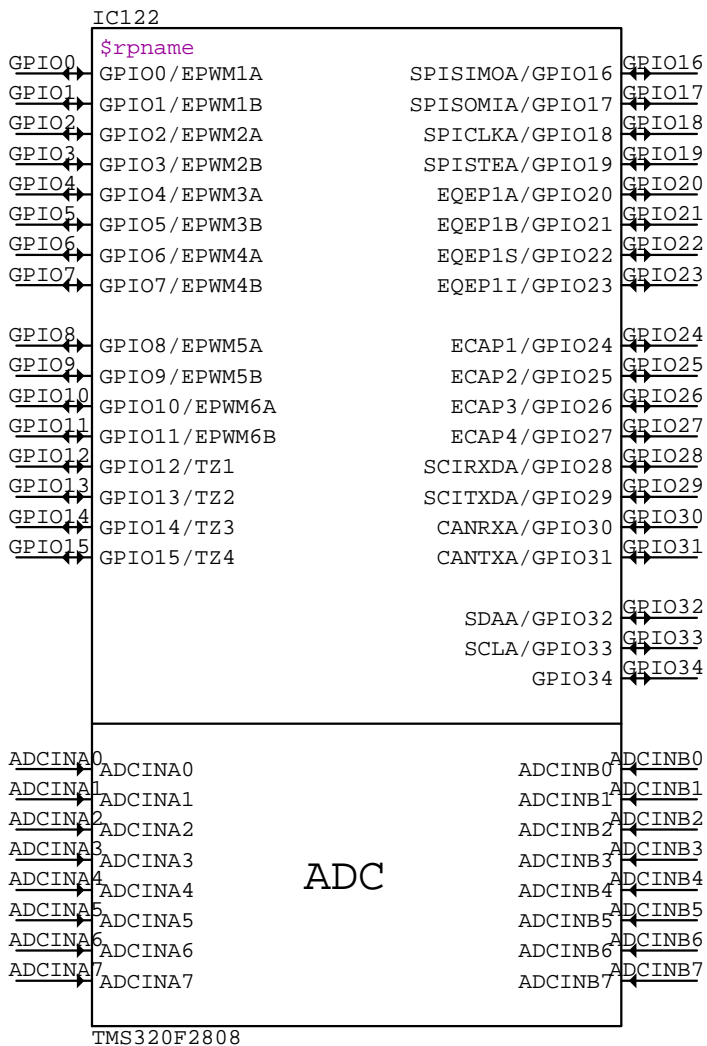 IC122
$rpname
GPIO0 GPIO0/EPWM1A SPISIMOA/GPIO16 GPIO16
GPIO1 GPIO1/EPWM1B SPISOMIA/GPIO17 GPIO17
GPIO2 GPIO2/EPWM2A SPICLKA/GPIO18 GPIO18
GPIO3 GPIO3/EPWM2B SPISTEA/GPIO19 GPIO19
GPIO4 GPIO4/EPWM3A EQEP1A/GPIO20 GPIO20
GPIO5 GPIO5/EPWM3B EQEP1B/GPIO21 GPIO21
GPIO6 GPIO6/EPWM4A EQEP1S/GPIO22 GPIO22
GPIO7 GPIO7/EPWM4B EQEP1I/GPIO23 GPIO23
GPIO8 GPIO8/EPWM5A ECAP1/GPIO24 GPIO24
GPIO9 GPIO9/EPWM5B ECAP2/GPIO25 GPIO25
GPIO10 GPIO10/EPWM6A ECAP3/GPIO26 GPIO26
GPIO11 GPIO11/EPWM6B ECAP4/GPIO27 GPIO27
GPIO12 GPIO12/TZ1 SCIRXDA/GPIO28 GPIO28
GPIO13 GPIO13/TZ2 SCITXDA/GPIO29 GPIO29
GPIO14 GPIO14/TZ3 CANRXA/GPIO30 GPIO30
GPIO15 GPIO15/TZ4 CANTXA/GPIO31 GPIO31
SDAA/GPIO32 GPIO32
SCLA/GPIO33 GPIO33
GPIO34 GPIO34
ADCINA0 ADCINA0 ADCINB0 ADCINB0
ADCINA1 ADCINA1 ADCINB1 ADCINB1
ADCINA2 ADCINA2 ADCINB2 ADCINB2
ADCINA3 ADCINA3 ADCINB3 ADCINB3
ADC
ADCINA4 ADCINA4 ADCINB4 ADCINB4
ADCINA5 ADCINA5 ADCINB5 ADCINB5
ADCINA6 ADCINA6 ADCINB6 ADCINB6
ADCINA7 ADCINA7 ADCINB7 ADCINB7
TMS320F2808